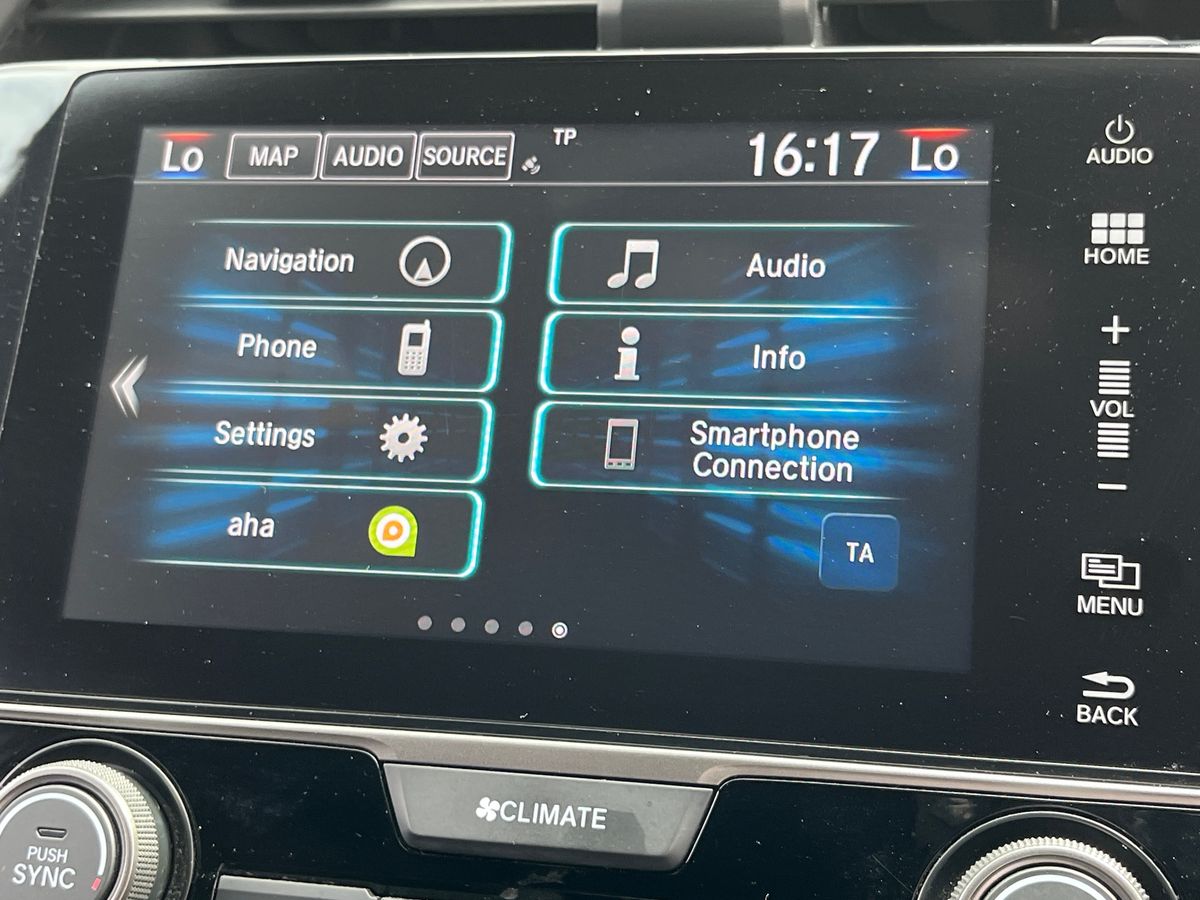 Lo MAP AUDIO SOURCE TP 16:17 Lo
Navigation
Audio
Phone
Info
Settings
Smartphone
Connection
aha
TA
AUDIO
HOME
+
VOL
−
MENU
BACK
CLIMATE
PUSH
SYNC